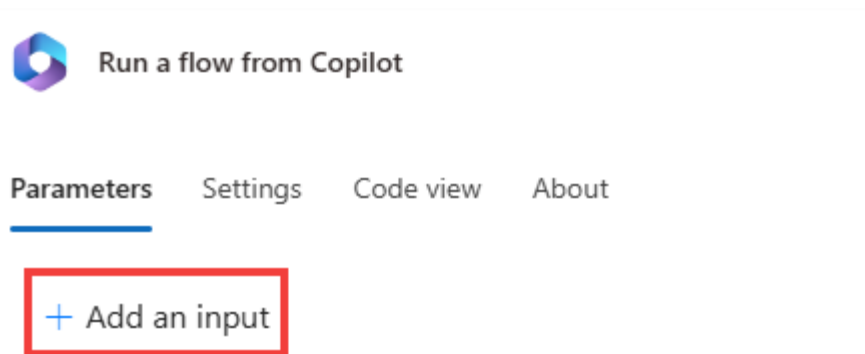 Run a flow from Copilot
Parameters Settings Code view About
+ Add an input